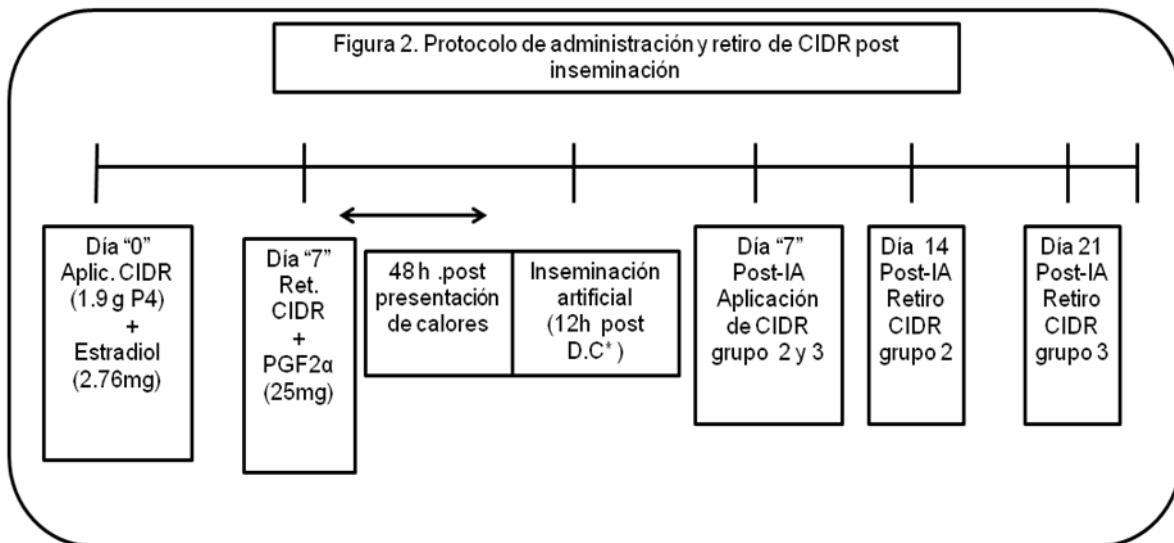 Figura 2. Protocolo de administración y retiro de CIDR post
inseminación
Día “0”
Aplic. CIDR
(1.9 g P4)
+
Estradiol
(2.76mg)
Día “7”
Ret.
CIDR
+
PGF2α
(25mg)
48 h .post
presentación
de calores
Inseminación
artificial
(12h post
D.C* )
Día “7”
Post-IA
Aplicación
de CIDR
grupo 2 y 3
Día 14
Post-IA
Retiro
CIDR
grupo 2
Día 21
Post-IA
Retiro
CIDR
grupo 3